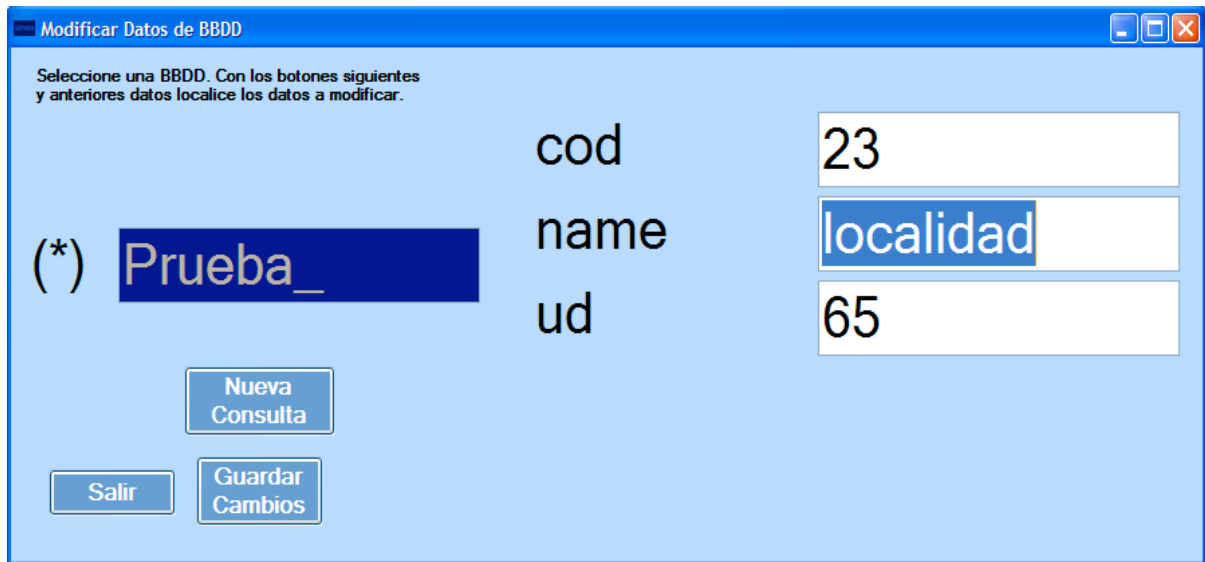 Modificar Datos de BBDD
Seleccione una BBDD. Con los botones siguientes
y anteriores datos localice los datos a modificar.
cod
23
name
localidad
(*)
Prueba_
ud
65
Nueva
Consulta
Salir
Guardar
Cambios